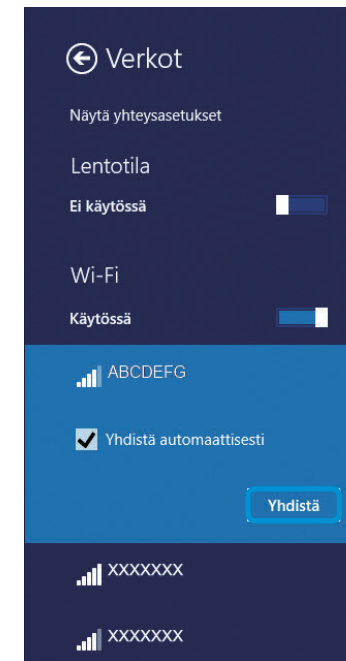 Verkot
Näytä yhteysasetukset
Lentotila
Ei käytössä
Wi-Fi
Käytössä
ABCDEFG
Yhdistä automaattisesti
Yhdistä
XXXXXXX
XXXXXXX